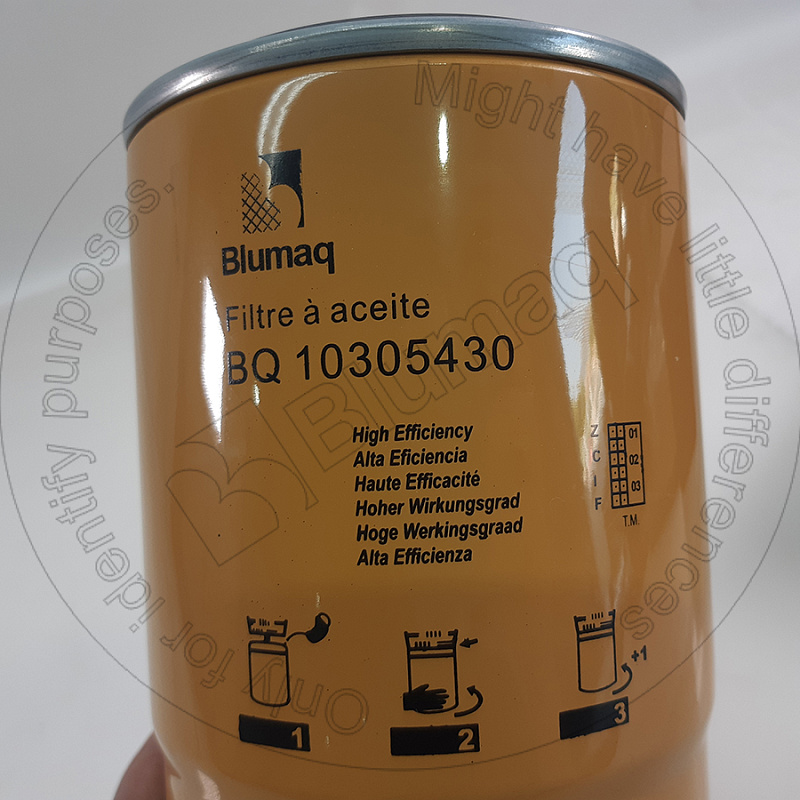 Blumaq
Filtre à aceite
BQ 10305430
High Efficiency
Alta Eficiencia
Haute Efficacité
Hoher Wirkungsgrad
Hoge Werkingsgraad
Alta Efficienza
Z
C
I
F
01
02
03
T.M.
+1
1
2
3
Blumaq
Only for identify purposes.
Might have little differences